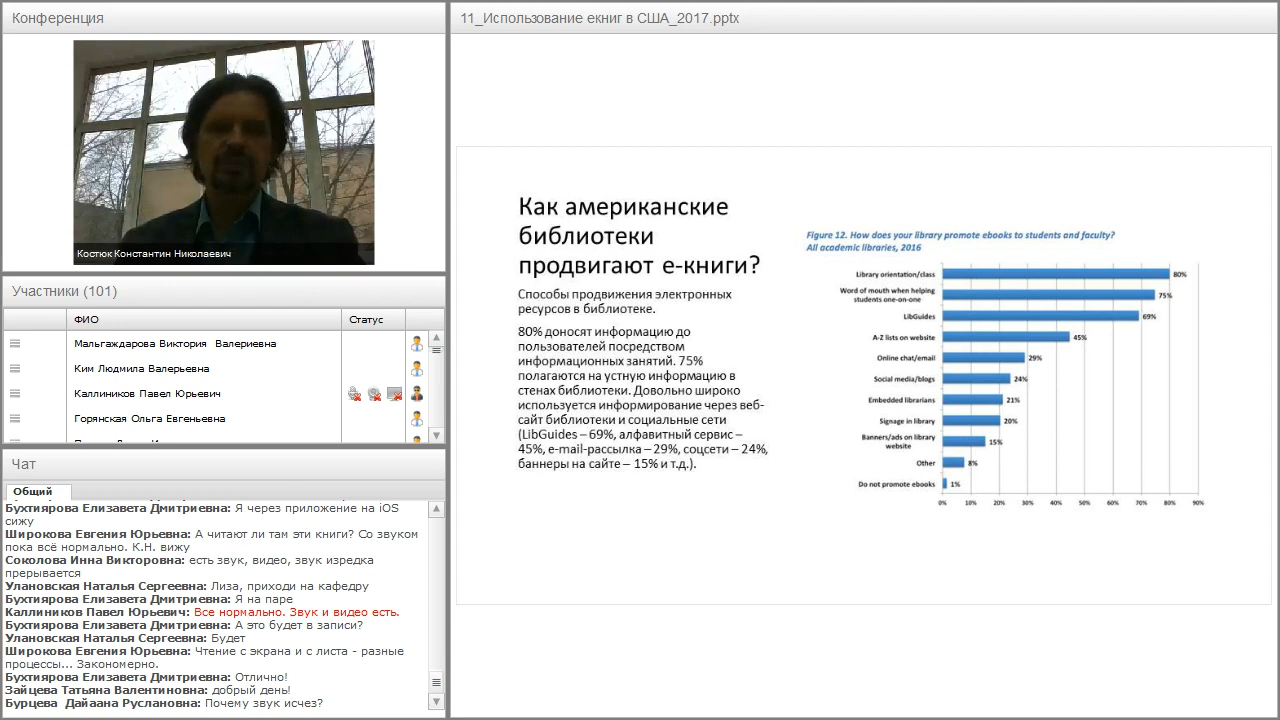 Конференция
Костюк Константин Николаевич
Участники (101)
ФИО
Статус
Мальгаждарова Виктория Валериевна
Ким Людмила Валерьевна
Каллиников Павел Юрьевич
Горянская Ольга Евгеньевна
Чат
Общий
Бухтиярова Елизавета Дмитриевна: Я через приложение на iOS
сижу
Широкова Евгения Юрьевна: А читают ли там эти книги? Со звуком
пока всё нормально. К.Н. вижу
Соколова Инна Викторовна: есть звук, видео, звук изредка
прерывается
Улановская Наталья Сергеевна: Лиза, приходи на кафедру
Бухтиярова Елизавета Дмитриевна: Я на паре
Каллиников Павел Юрьевич: Все нормально. Звук и видео есть.
Бухтиярова Елизавета Дмитриевна: А это будет в записи?
Улановская Наталья Сергеевна: Будет
Широкова Евгения Юрьевна: Чтение с экрана и с листа - разные
процессы... Закономерно.
Бухтиярова Елизавета Дмитриевна: Отлично!
Зайцева Татьяна Валентиновна: добрый день!
Бурцева Дайаана Руслановна: Почему звук исчез?
11_Использование екниг в США_2017.pptx
Как американские
библиотеки
продвигают е-книги?
Способы продвижения электронных
ресурсов в библиотеке.
80% доносят информацию до
пользователей посредством
информационных занятий. 75%
полагаются на устную информацию в
стенах библиотеки. Довольно широко
используется информирование через веб-
сайт библиотеки и социальные сети
(LibGuides – 69%, алфавитный сервис –
45%, e-mail-рассылка – 29%, соцсети – 24%,
баннеры на сайте – 15% и т.д.).
Figure 12. How does your library promote ebooks to students and faculty?
All academic libraries, 2016
Library orientation/class 80%
Word of mouth when helping
students one-on-one 75%
LibGuides 69%
A-Z lists on website 45%
Online chat/email 29%
Social media/blogs 24%
Embedded librarians 21%
Signage in library 20%
Banners/ads on library
website 15%
Other 8%
Do not promote ebooks 1%
0% 10% 20% 30% 40% 50% 60% 70% 80% 90%